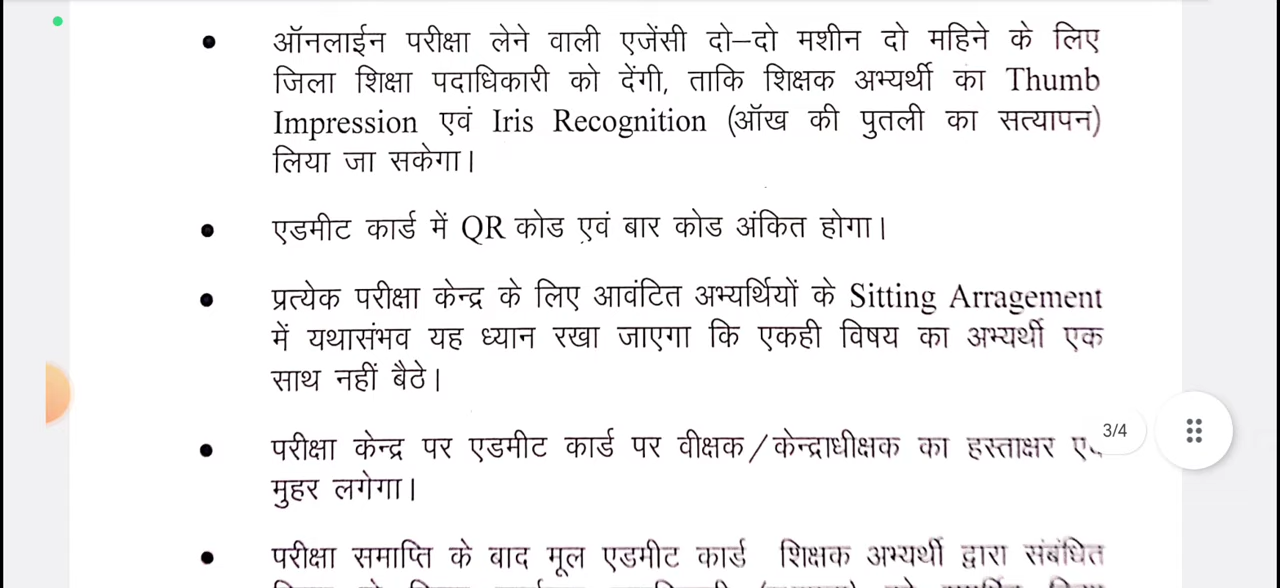 ऑनलाईन परीक्षा लेने वाली एजेंसी दो–दो मशीन दो महिने के लिए
जिला शिक्षा पदाधिकारी को देंगी, ताकि शिक्षक अभ्यर्थी का Thumb
Impression एवं Iris Recognition (ऑख की पुतली का सत्यापन)
लिया जा सकेगा।
एडमीट कार्ड में QR कोड एवं बार कोड अंकित होगा।
प्रत्येक परीक्षा केन्द्र के लिए आवंटित अभ्यर्थियों के Sitting Arragement
में यथासंभव यह ध्यान रखा जाएगा कि एकही विषय का अभ्यर्थी एक
साथ नहीं बैठे।
परीक्षा केन्द्र पर एडमीट कार्ड पर वीक्षक/केन्द्राधीक्षक का हस्ताक्षर
3/4
मुहर लगेगा।
परीक्षा समाप्ति के बाद मूल एडमीट कार्ड शिक्षक अभ्यर्थी द्वारा संबंधित